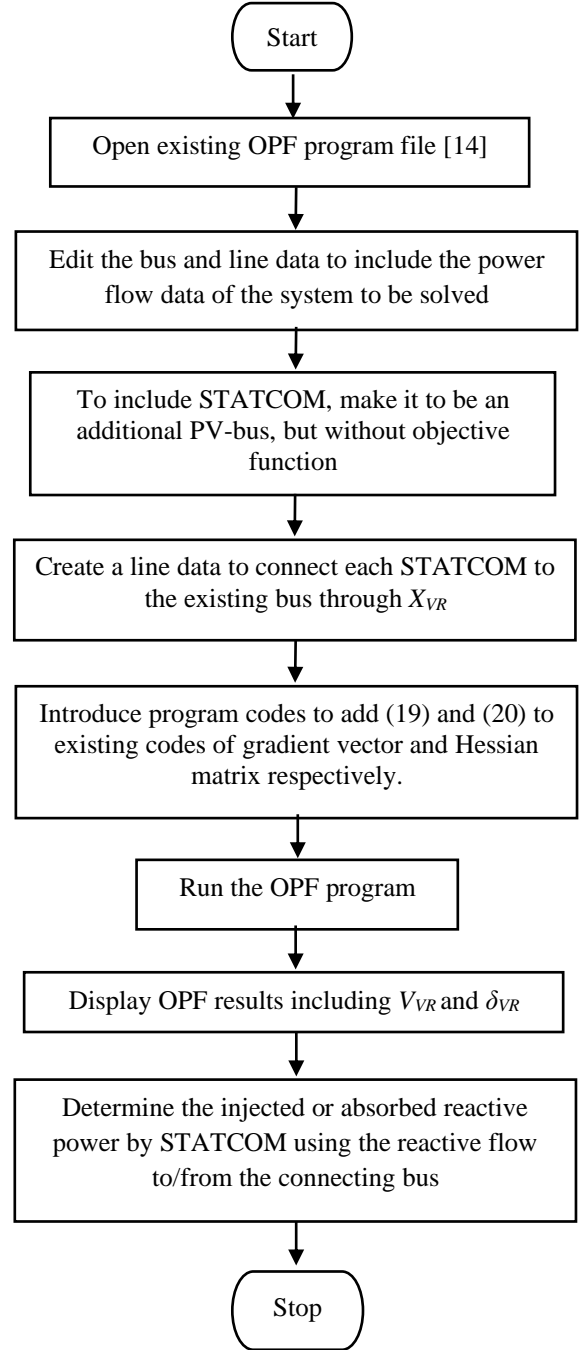 Start
Open existing OPF program file [14]
Edit the bus and line data to include the power
flow data of the system to be solved
To include STATCOM, make it to be an
additional PV-bus, but without objective
function
Create a line data to connect each STATCOM to
the existing bus through X_VR
Introduce program codes to add (19) and (20) to
existing codes of gradient vector and Hessian
matrix respectively.
Run the OPF program
Display OPF results including V_VR and δ_VR
Determine the injected or absorbed reactive
power by STATCOM using the reactive flow
to/from the connecting bus
Stop